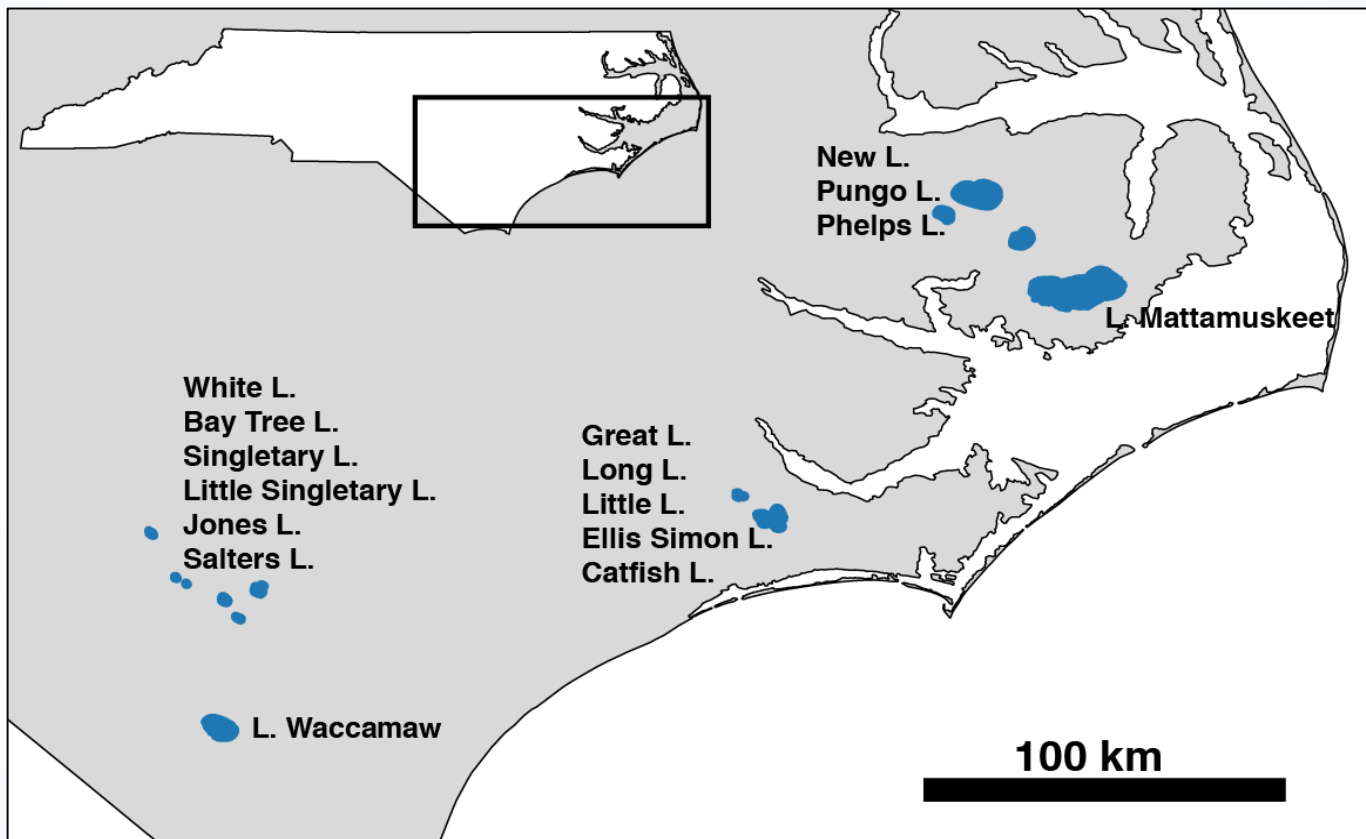 New L.
Pungo L.
Phelps L.
L. Mattamuskeet
White L.
Bay Tree L.
Singletary L.
Little Singletary L.
Jones L.
Salters L.
Great L.
Long L.
Little L.
Ellis Simon L.
Catfish L.
L. Waccamaw
100 km